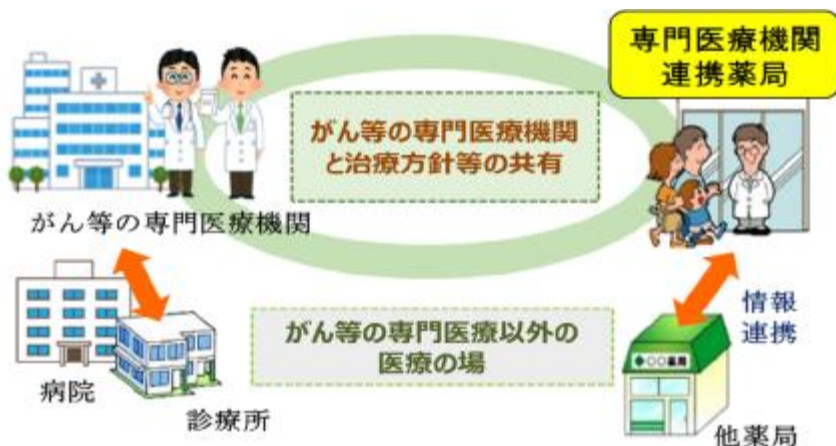 専門医療機関
連携薬局
がん等の専門医療機関
と治療方針等の共有
がん等の専門医療機関
がん等の専門医療以外の
医療の場
情報
連携
病院
診療所
○○薬局
他薬局